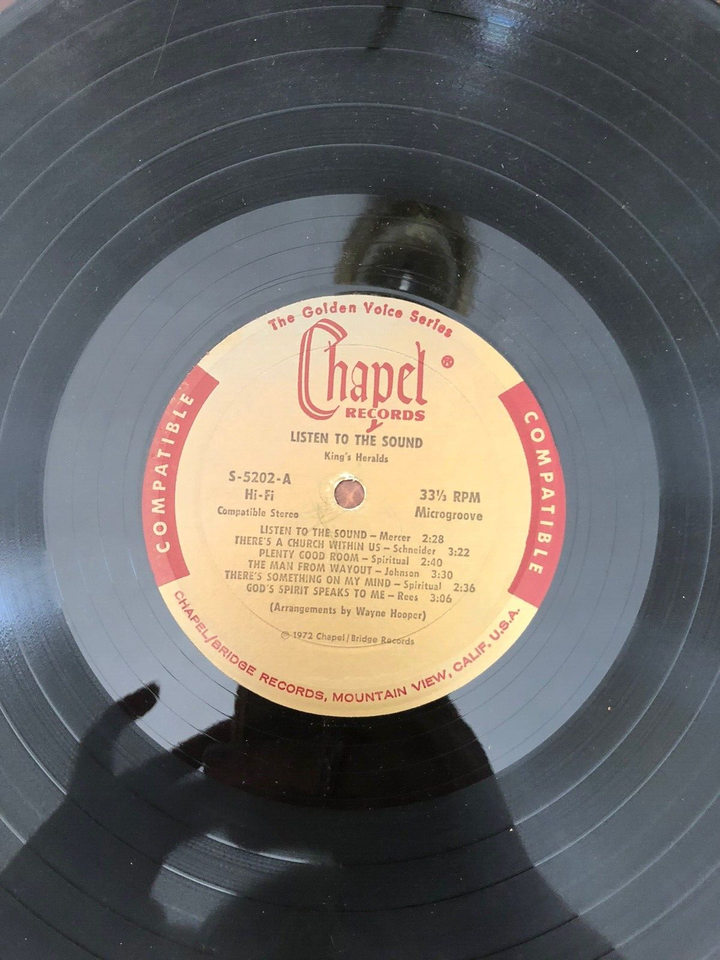 The Golden Voice Series
Chapel ®
RECORDS
LISTEN TO THE SOUND
King's Heralds
S-5202-A
Hi-Fi
Compatible Stereo
33⅓ RPM
Microgroove
COMPATIBLE
COMPATIBLE
LISTEN TO THE SOUND – Mercer 2:28
THERE'S A CHURCH WITHIN US – Schneider 3:22
PLENTY GOOD ROOM – Spiritual 2:40
THE MAN FROM WAYOUT – Johnson 3:30
THERE'S SOMETHING ON MY MIND – Spiritual 2:36
GOD'S SPIRIT SPEAKS TO ME – Rees 3:06
(Arrangements by Wayne Hooper)
℗ 1972 Chapel/Bridge Records
CHAPEL/BRIDGE RECORDS, MOUNTAIN VIEW, CALIF. U.S.A.